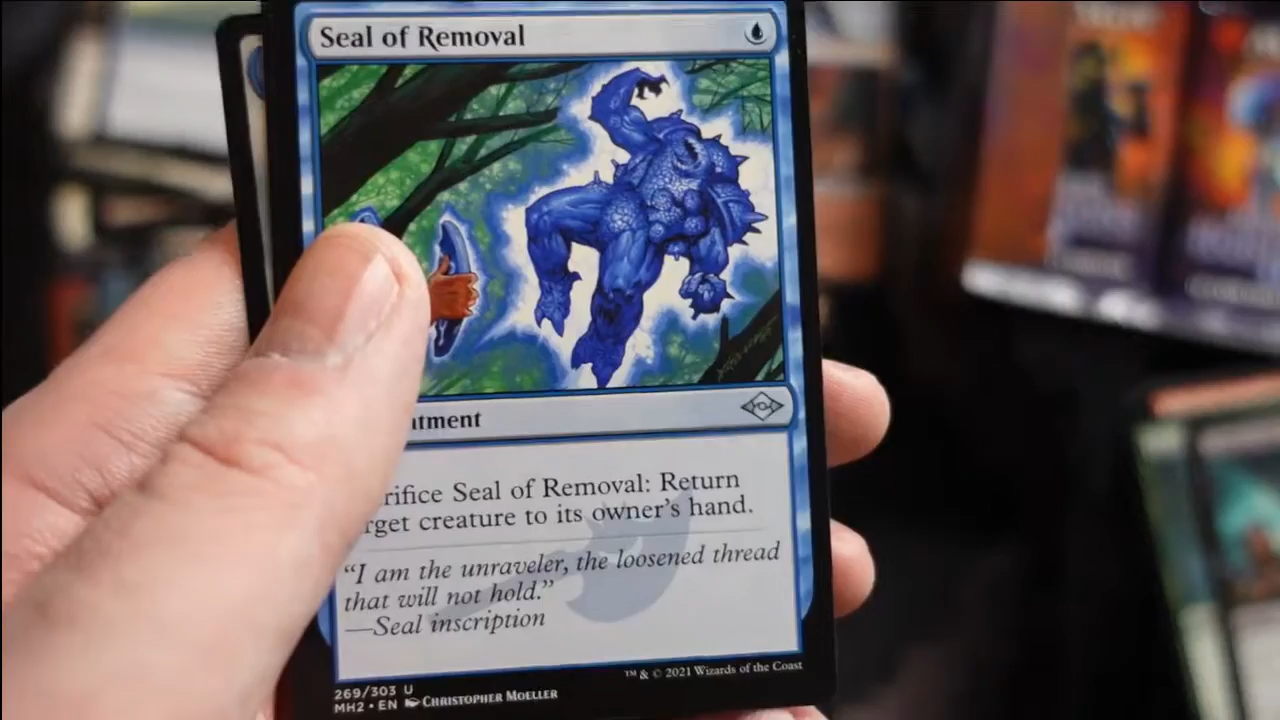 Seal of Removal
tment
rifice Seal of Removal: Return
rget creature to its owner's hand.
"I am the unraveler, the loosened thread
that will not hold."
—Seal inscription
269/303 U
MH2 • EN CHRISTOPHER MOELLER
™ & © 2021 Wizards of the Coast